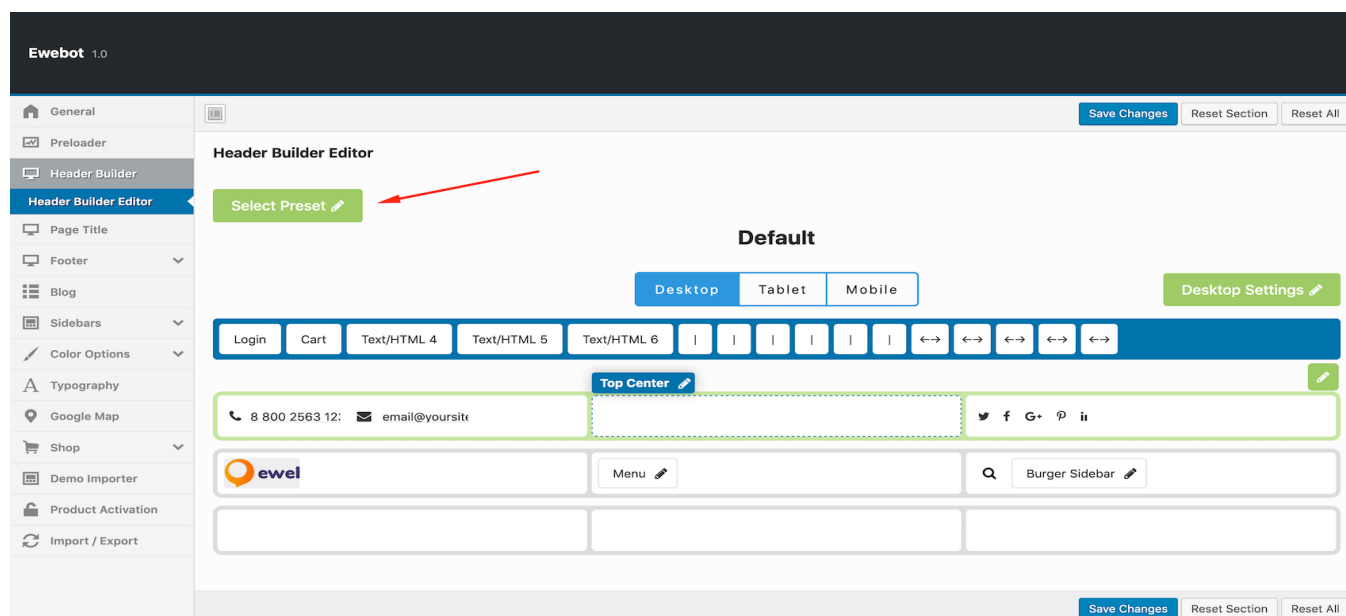 Ewebot 1.0
General
Preloader
Header Builder
Header Builder Editor
Page Title
Footer
Blog
Sidebars
Color Options
Typography
Google Map
Shop
Demo Importer
Product Activation
Import / Export
Save Changes Reset Section Reset All
Header Builder Editor
Select Preset
Default
Desktop Tablet Mobile
Desktop Settings
Login Cart Text/HTML 4 Text/HTML 5 Text/HTML 6 | | | | | |
Top Center
8 800 2563 12: email@yoursite
ewel Menu Burger Sidebar
Save Changes Reset Section Reset All